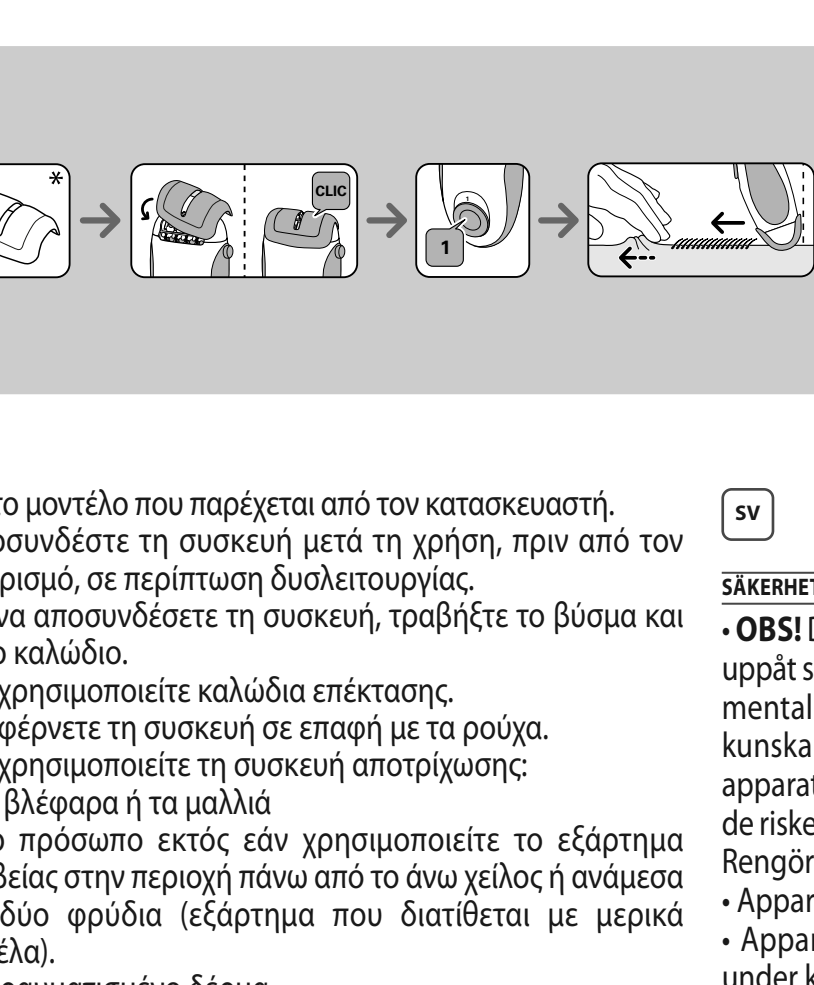 *
CLIC
1
1
το μοντέλο που παρέχεται από τον κατασκευαστή.
οσυνδέστε τη συσκευή μετά τη χρήση, πριν από τον
ρισμό, σε περίπτωση δυσλειτουργίας.
να αποσυνδέσετε τη συσκευή, τραβήξτε το βύσμα και
ο καλώδιο.
χρησιμοποιείτε καλώδια επέκτασης.
φέρνετε τη συσκευή σε επαφή με τα ρούχα.
χρησιμοποιείτε τη συσκευή αποτρίχωσης:
βλέφαρα ή τα μαλλιά
ο πρόσωπο εκτός εάν χρησιμοποιείτε το εξάρτημα
βείας στην περιοχή πάνω από το άνω χείλος ή ανάμεσα
δύο φρύδια (εξάρτημα που διατίθεται με μερικά
έλα).
δέρμα
SV
SÄKERHET
• OBS!
uppåt s
mental
kunska
apparat
de riske
Rengör
• Appar
• Appar
under k